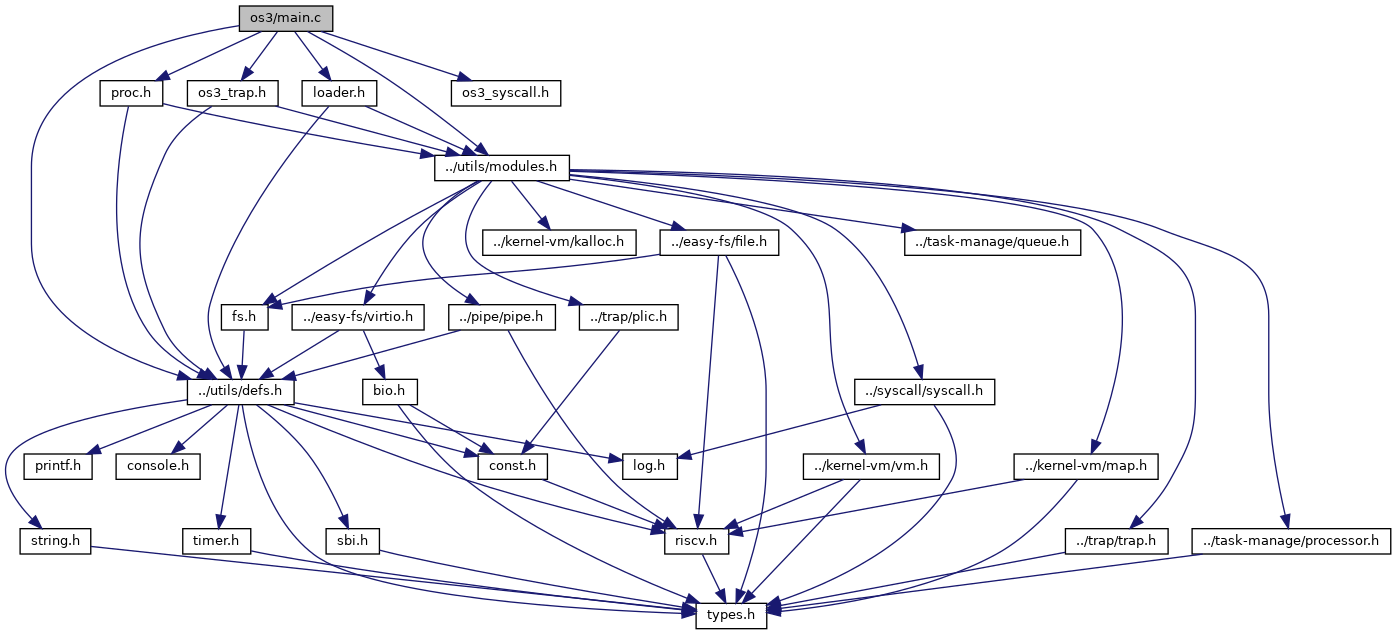 os3/main.c
proc.h
os3_trap.h
loader.h
os3_syscall.h
../utils/modules.h
../kernel-vm/kalloc.h
../easy-fs/file.h
../task-manage/queue.h
fs.h
../easy-fs/virtio.h
../pipe/pipe.h
../trap/plic.h
../utils/defs.h
bio.h
../syscall/syscall.h
printf.h
console.h
const.h
log.h
../kernel-vm/vm.h
../kernel-vm/map.h
string.h
timer.h
sbi.h
riscv.h
../trap/trap.h
../task-manage/processor.h
types.h